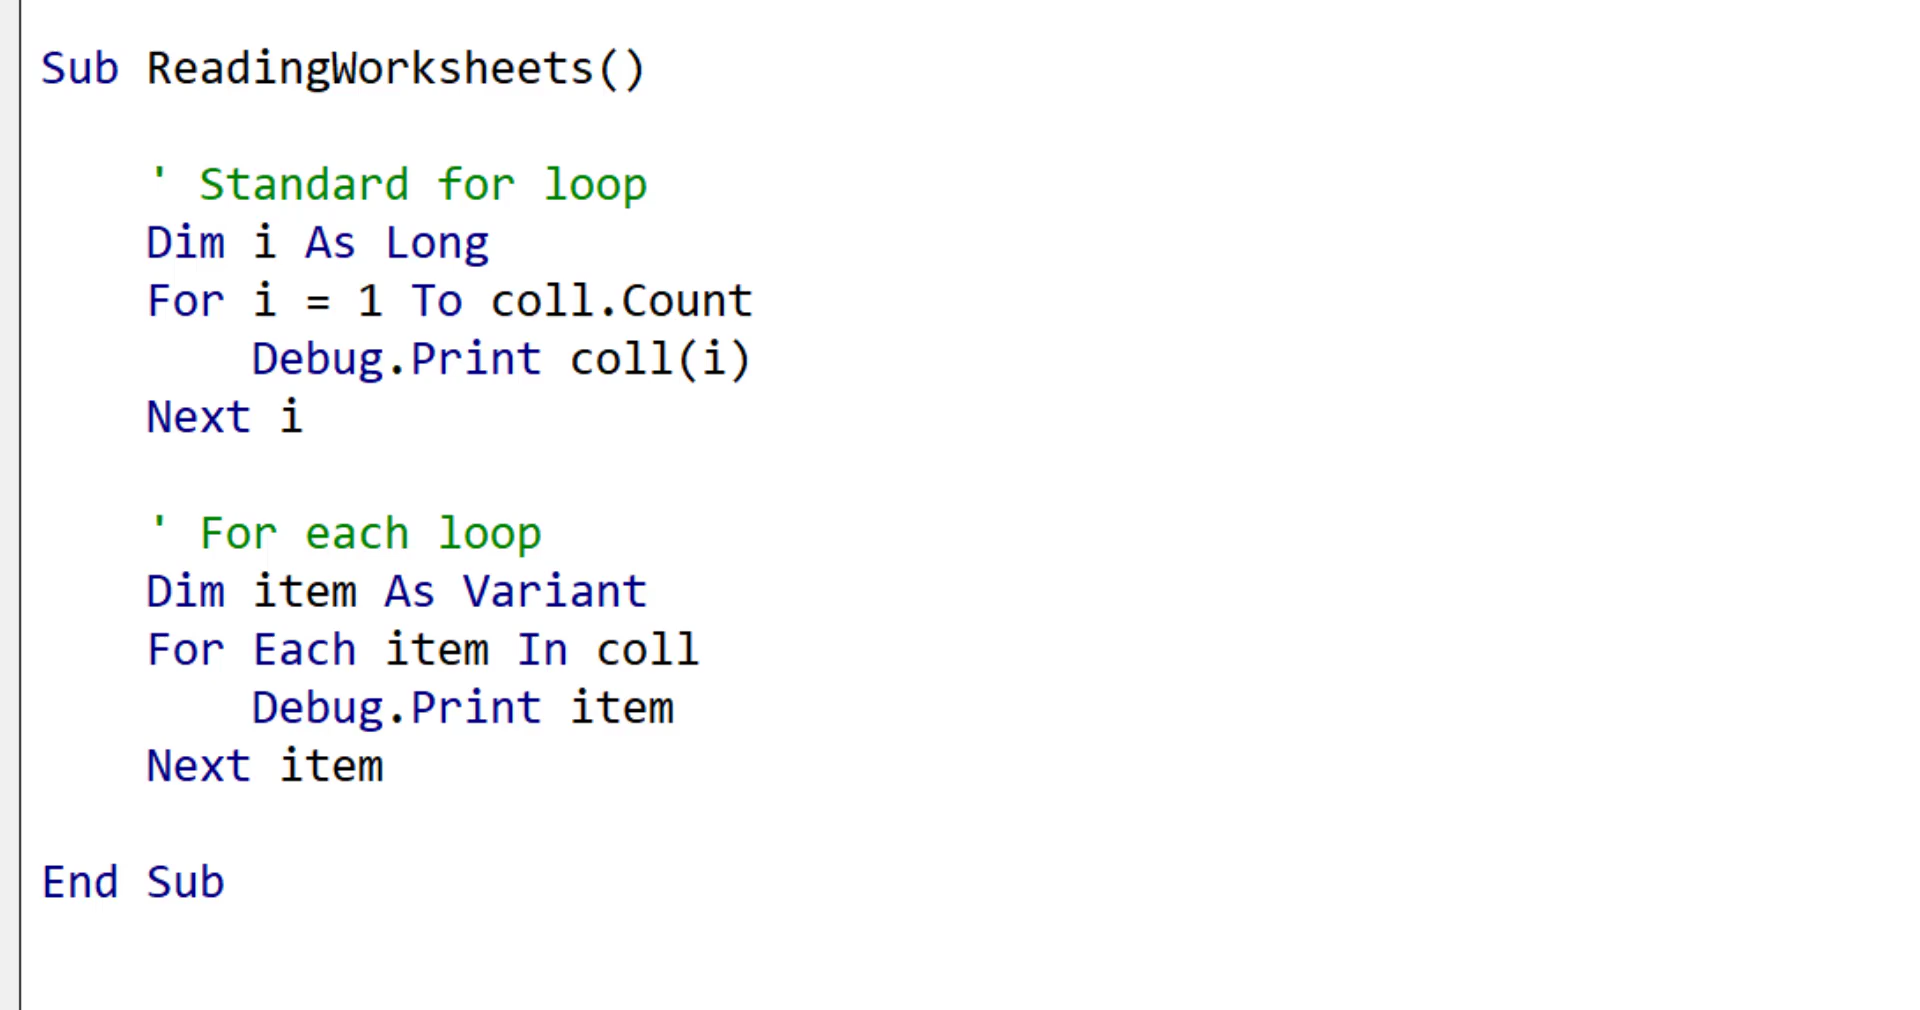 Sub ReadingWorksheets()
    ' Standard for loop
    Dim i As Long
    For i = 1 To coll.Count
        Debug.Print coll(i)
    Next i
    ' For each loop
    Dim item As Variant
    For Each item In coll
        Debug.Print item
    Next item
End Sub